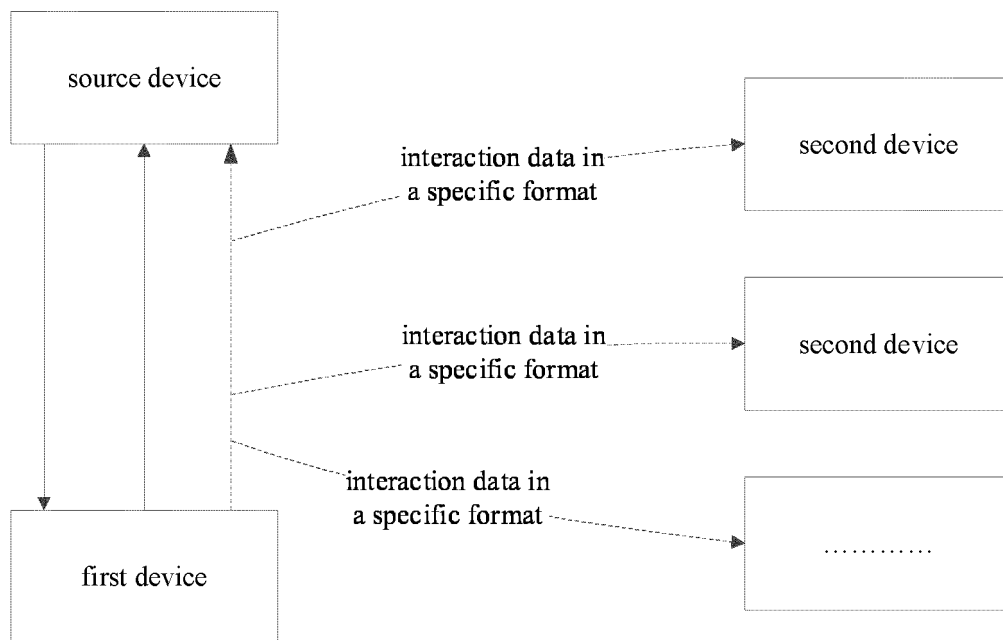 source device
second device
interaction data in
a specific format
interaction data in
a specific format
second device
interaction data in
a specific format
…………
first device